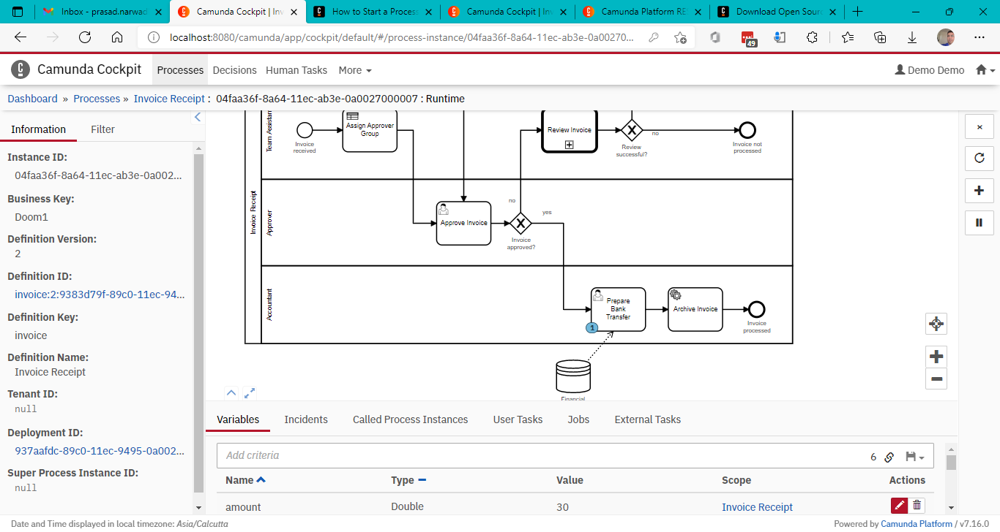 Inbox - prasad.narwad
Camunda Cockpit | Inv
How to Start a Process
Camunda Cockpit | In
Camunda Platform RE
Download Open Sour
localhost:8080/camunda/app/cockpit/default/#/process-instance/04faa36f-8a64-11ec-ab3e-0a00270...
49
Camunda Cockpit
Processes
Decisions
Human Tasks
More
Demo Demo
Dashboard » Processes » Invoice Receipt : 04faa36f-8a64-11ec-ab3e-0a0027000007 : Runtime
Information
Filter
Instance ID:
04faa36f-8a64-11ec-ab3e-0a002...
Business Key:
Doom1
Definition Version:
2
Definition ID:
invoice:2:9383d79f-89c0-11ec-94...
Definition Key:
invoice
Definition Name:
Invoice Receipt
Tenant ID:
null
Deployment ID:
937aafdc-89c0-11ec-9495-0a002...
Super Process Instance ID:
null
Invoice Receipt
Team Assistan
Invoice
received
Assign Approver
Group
Review Invoice
Review
successful?
no
Invoice not
processed
Approver
Approve Invoice
no
yes
Invoice
approved?
Accountant
Prepare
Bank
Transfer
1
Archive Invoice
Invoice
processed
Financial
Variables
Incidents
Called Process Instances
User Tasks
Jobs
External Tasks
Add criteria
6
Name
Type
Value
Scope
Actions
amount
Double
30
Invoice Receipt
Date and Time displayed in local timezone: Asia/Calcutta
Powered by Camunda Platform / v7.16.0